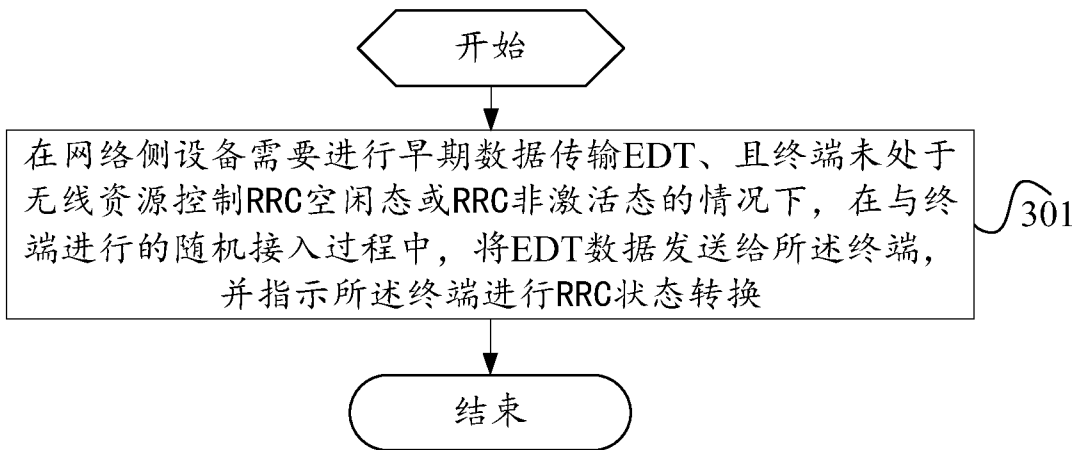 开始
在网络侧设备需要进行早期数据传输EDT、且终端未处于
无线资源控制RRC空闲态或RRC非激活态的情况下，在与终
端进行的随机接入过程中，将EDT数据发送给所述终端，
并指示所述终端进行RRC状态转换
301
结束